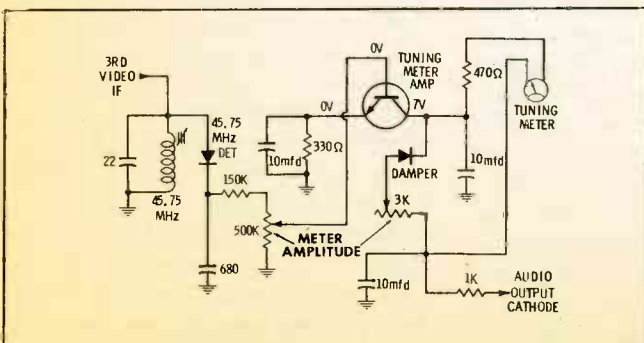 3RD
VIDEO
IF
45.75
MHz
DET
22
45.75
MHz
150K
500K
680
METER
AMPLITUDE
0V
0V
10mfd
330Ω
TUNING
METER
AMP
7V
DAMPER
3K
10mfd
470Ω
TUNING
METER
10mfd
1K
AUDIO
OUTPUT
CATHODE